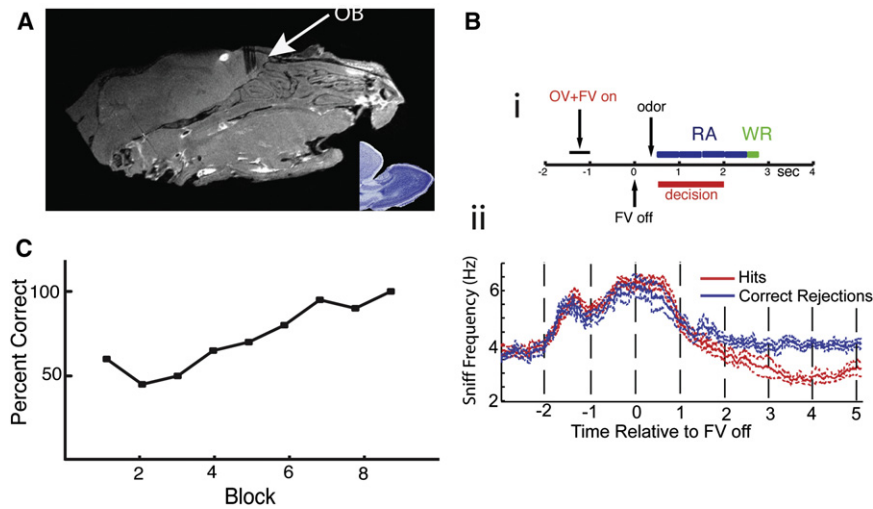 A
OB
B
i
OV+FV on
odor
RA
WR
-2 -1 0 1 2 3 sec 4
decision
FV off
ii
Sniff Frequency (Hz)
6
4
2
Hits
Correct Rejections
-2 -1 0 1 2 3 4 5
Time Relative to FV off
C
Percent Correct
100
50
2 4 6 8
Block